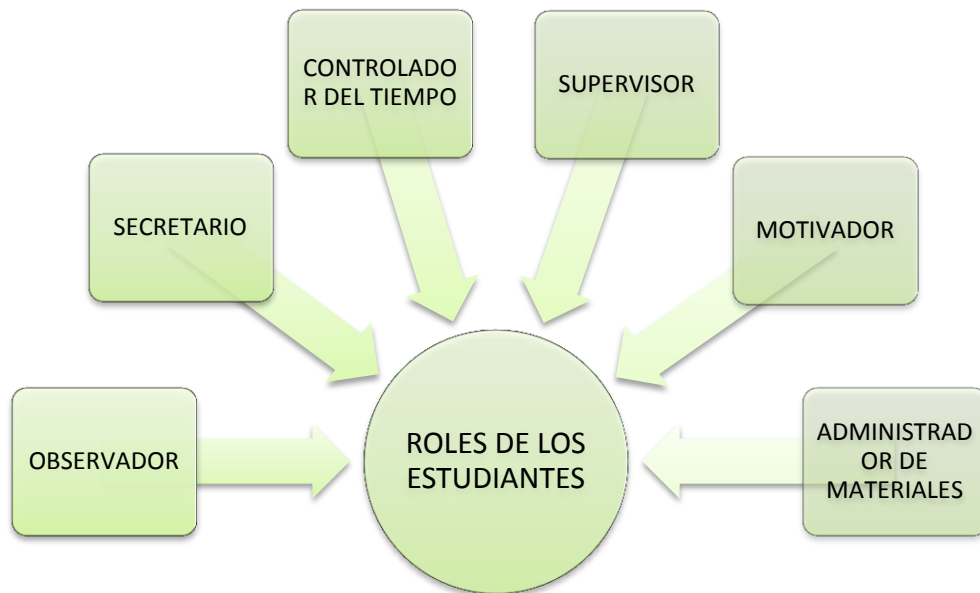 CONTROLADO
R DEL TIEMPO
SUPERVISOR
SECRETARIO
MOTIVADOR
OBSERVADOR
ROLES DE LOS
ESTUDIANTES
ADMINISTRAD
OR DE
MATERIALES